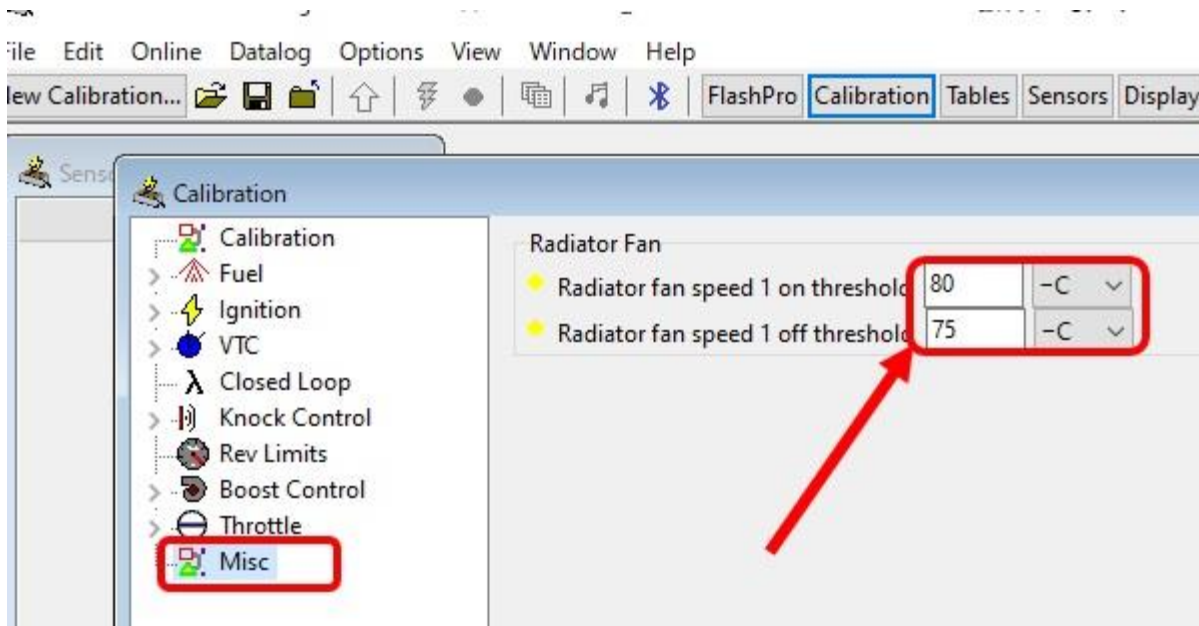 File Edit Online Datalog Options View Window Help
New Calibration... FlashPro Calibration Tables Sensors Display
Calibration
Calibration
Fuel
Ignition
VTC
λ Closed Loop
Knock Control
Rev Limits
Boost Control
Throttle
Misc
Radiator Fan
Radiator fan speed 1 on threshold 80 -C
Radiator fan speed 1 off threshold 75 -C